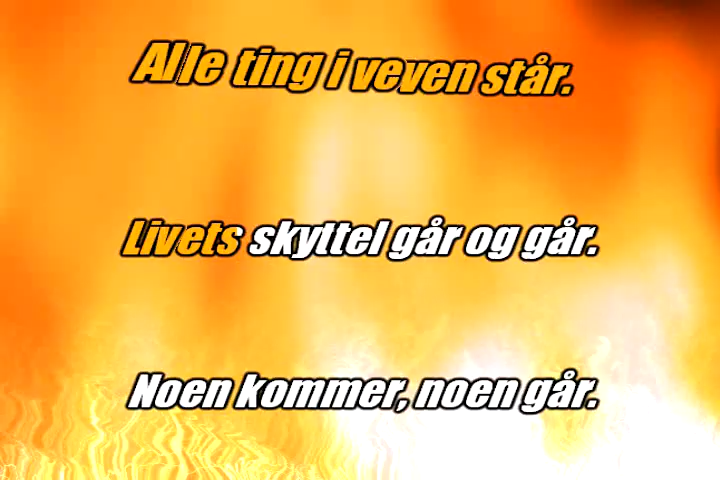 Alle ting i veven står.
Livets skyttel går og går.
Noen kommer, noen går.